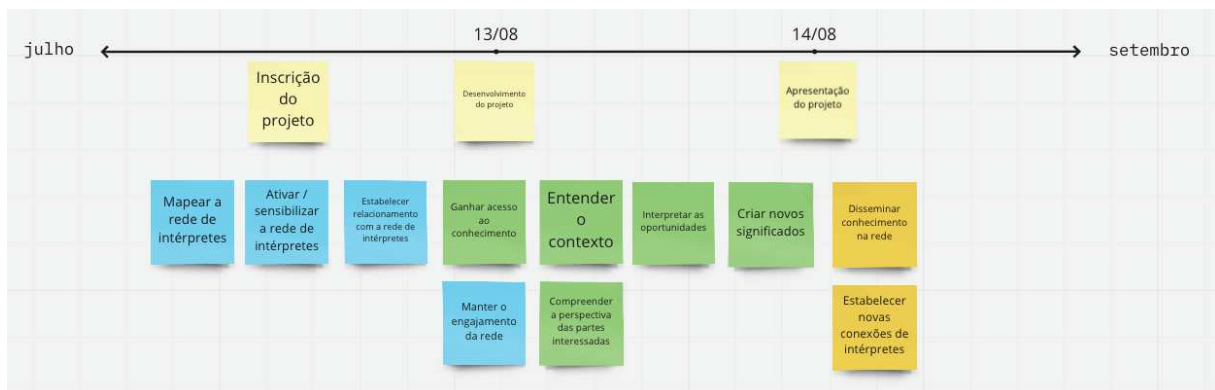 13/08
14/08
julho
setembro
Inscrição
do
projeto
Desenvolvimento
do projeto
Apresentação
do projeto
Mapear a
rede de
intérpretes
Ativar /
sensibilizar
a rede de
intérpretes
Estabelecer
relacionamento
com a rede de
intérpretes
Ganhar acesso
ao
conhecimento
Entender
o
contexto
Interpretar as
oportunidades
Criar novos
significados
Disseminar
conhecimento
na rede
Manter o
engajamento
da rede
Compreender
a perspectiva
das partes
interessadas
Estabelecer
novas
conexões de
intérpretes